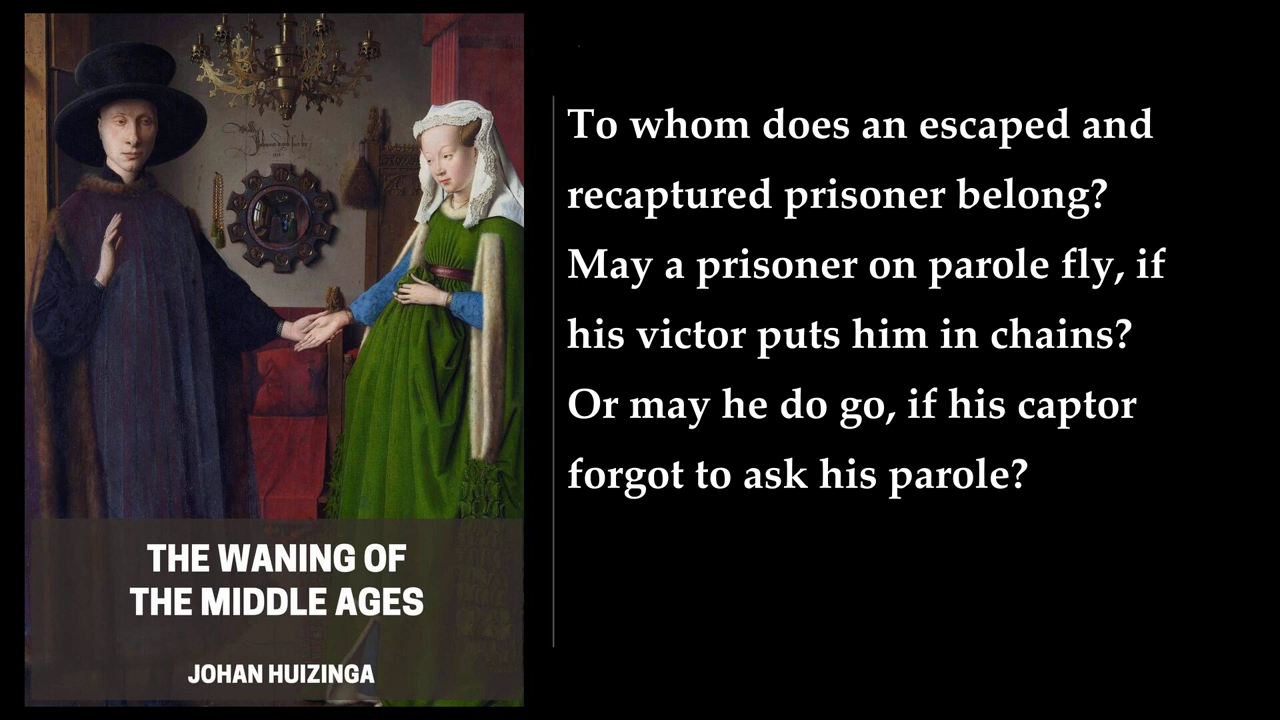 To whom does an escaped and
recaptured prisoner belong?
May a prisoner on parole fly, if
his victor puts him in chains?
Or may he do go, if his captor
forgot to ask his parole?
THE WANING OF
THE MIDDLE AGES
JOHAN HUIZINGA